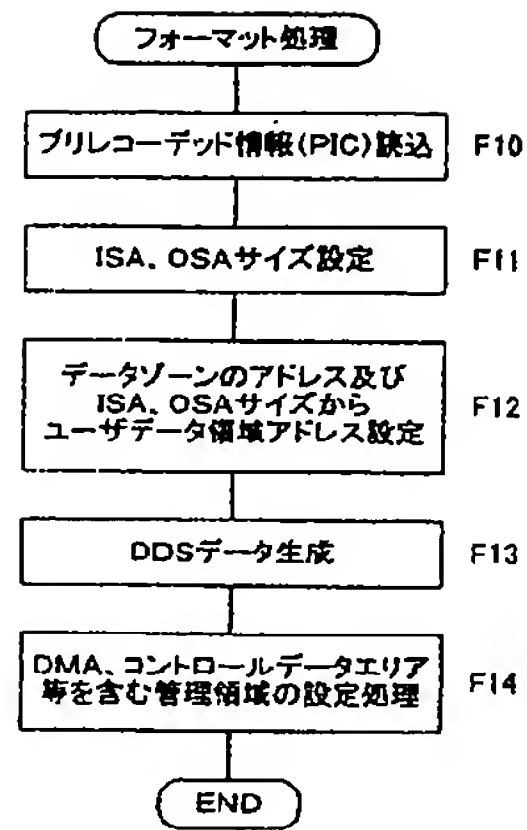 フォーマット処理
プリレコーデッド情報(PIC)読込 F10
ISA、OSAサイズ設定 F11
データゾーンのアドレス及び
ISA、OSAサイズから
ユーザデータ領域アドレス設定 F12
DDSデータ生成 F13
DMA、コントロールデータエリア
等を含む管理領域の設定処理 F14
END